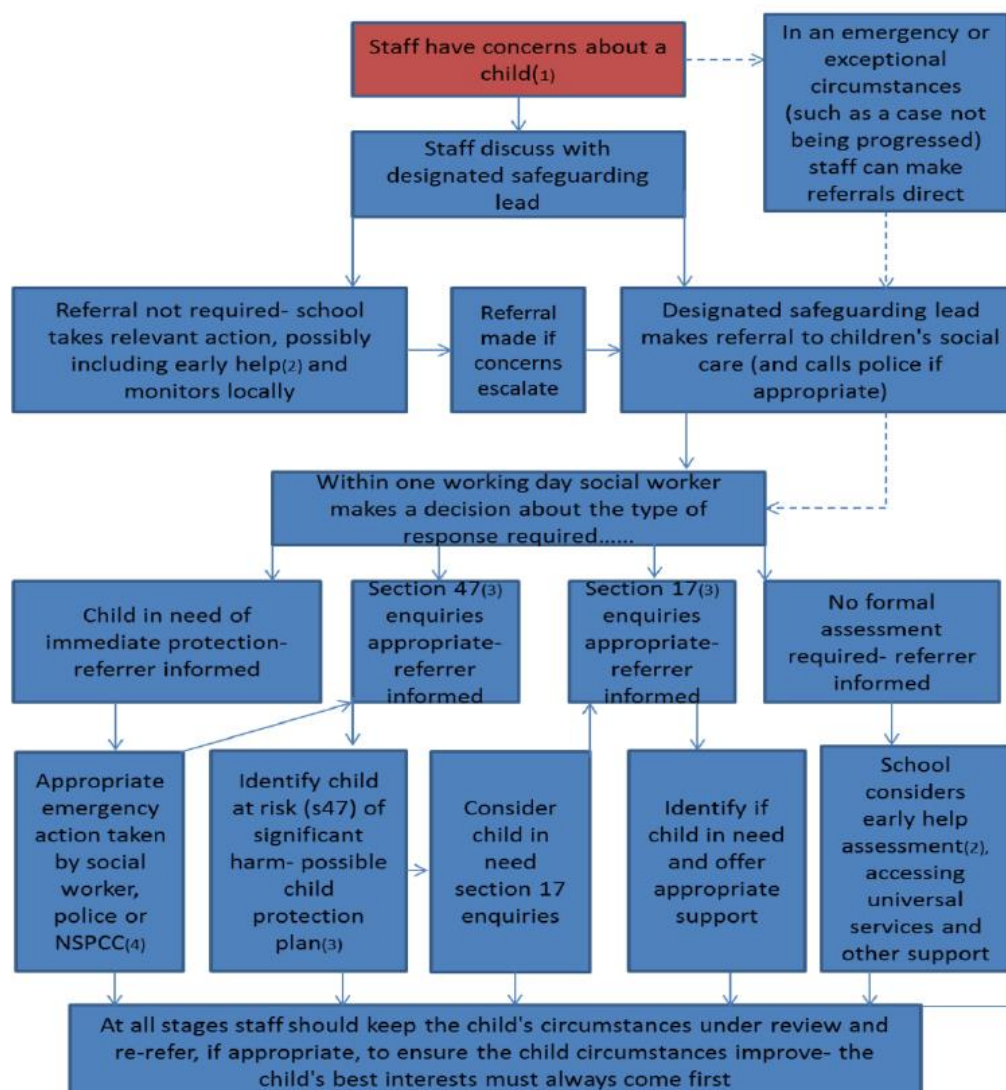 Staff have concerns about a
child(1)
In an emergency or
exceptional
circumstances
(such as a case not
being progressed)
staff can make
referrals direct
Staff discuss with
designated safeguarding
lead
Referral not required- school
takes relevant action, possibly
including early help(2) and
monitors locally
Referral
made if
concerns
escalate
Designated safeguarding lead
makes referral to children's social
care (and calls police if
appropriate)
Within one working day social worker
makes a decision about the type of
response required......
Child in need of
immediate protection-
referrer informed
Section 47(3)
enquiries
appropriate-
referrer
informed
Section 17(3)
enquiries
appropriate-
referrer
informed
No formal
assessment
required- referrer
informed
Appropriate
emergency
action taken
by social
worker,
police or
NSPCC(4)
Identify child
at risk (s47) of
significant
harm- possible
child
protection
plan(3)
Consider
child in
need
section 17
enquiries
Identify if
child in need
and offer
appropriate
support
School
considers
early help
assessment(2),
accessing
universal
services and
other support
At all stages staff should keep the child's circumstances under review and
re-refer, if appropriate, to ensure the child circumstances improve- the
child's best interests must always come first